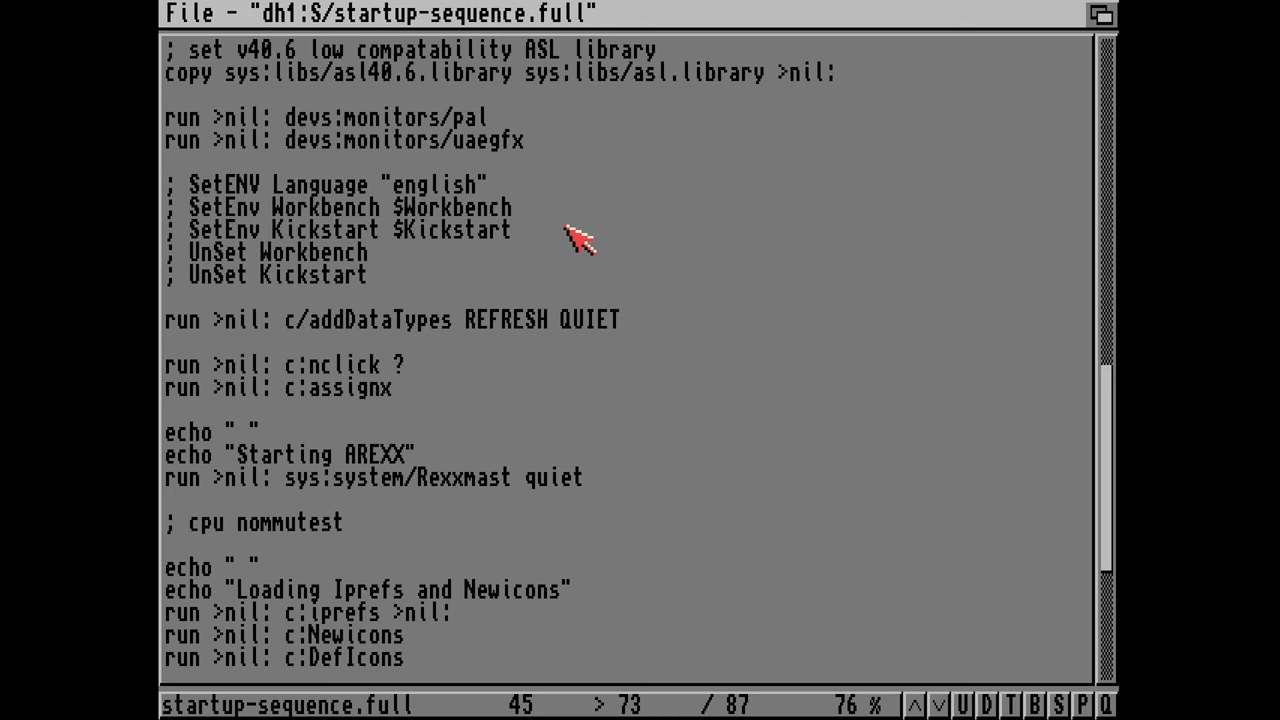 File - "dh1:S/startup-sequence.full"
; set v40.6 low compatability ASL library
copy sys:libs/asl40.6.library sys:libs/asl.library >nil:
run >nil: devs:monitors/pal
run >nil: devs:monitors/uaegfx
; SetENV Language "english"
; SetEnv Workbench $Workbench
; SetEnv Kickstart $Kickstart
; UnSet Workbench
; UnSet Kickstart
run >nil: c/addDataTypes REFRESH QUIET
run >nil: c:nclick ?
run >nil: c:assignx
echo " "
echo "Starting AREXX"
run >nil: sys:system/Rexxmast quiet
; cpu nommutest
echo " "
echo "Loading Iprefs and Newicons"
run >nil: c:iprefs >nil:
run >nil: c:Newicons
run >nil: c:DefIcons
startup-sequence.full 45 > 73 / 87 76 % U D T B S P Q